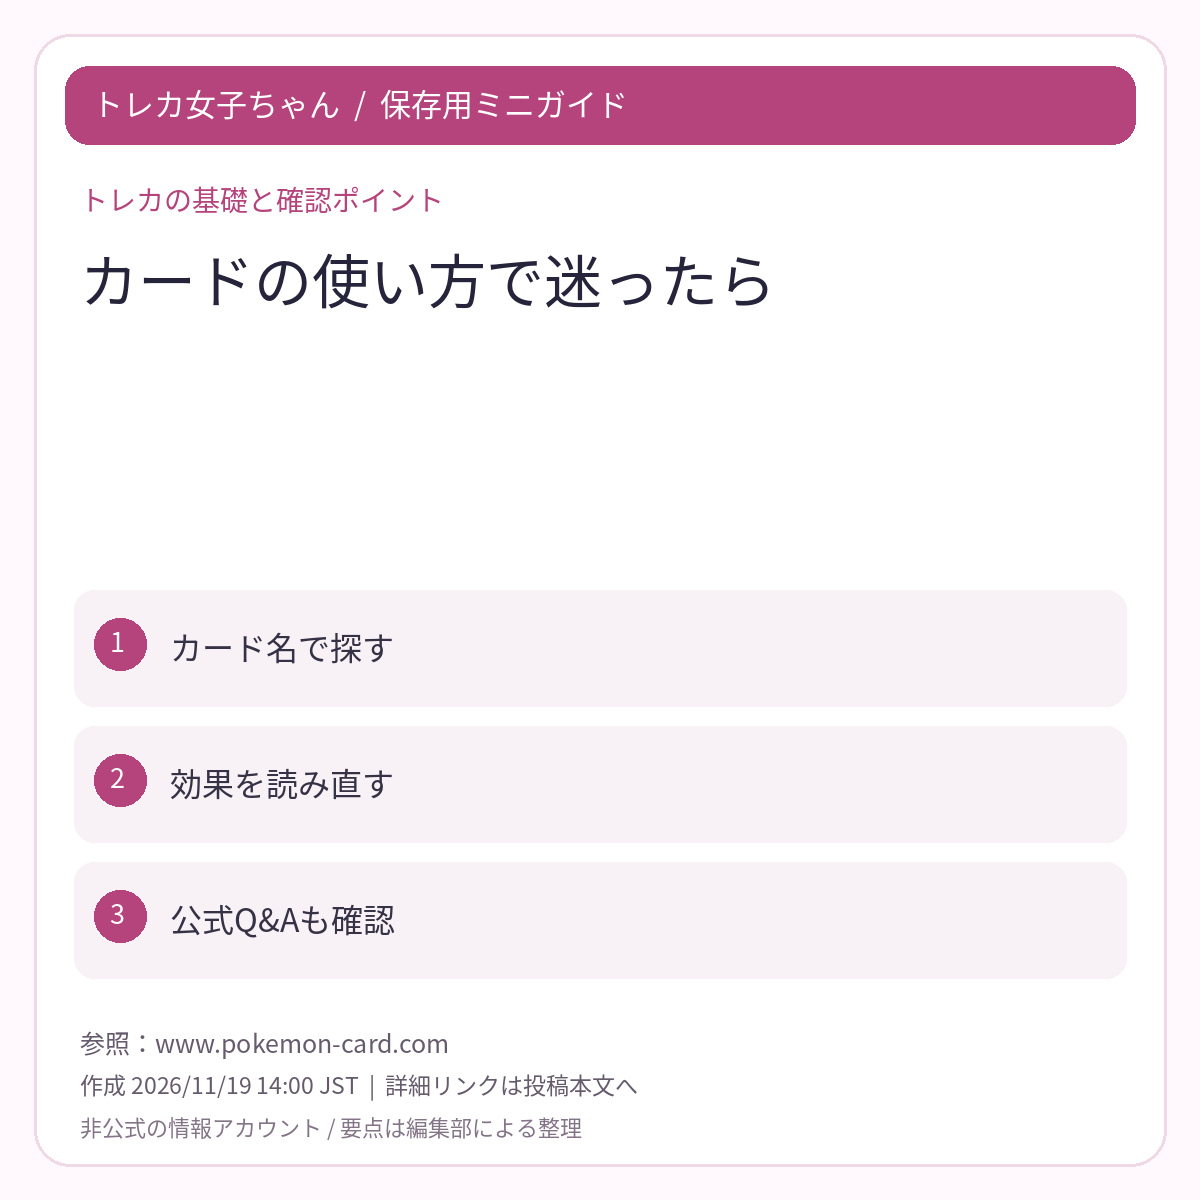 トレカ女子ちゃん / 保存用ミニガイド
トレカの基礎と確認ポイント
カードの使い方で迷ったら
1 カード名で探す
2 効果を読み直す
3 公式Q&Aも確認
参照：www.pokemon-card.com
作成 2026/11/19 14:00 JST｜詳細リンクは投稿本文へ
非公式の情報アカウント / 要点は編集部による整理